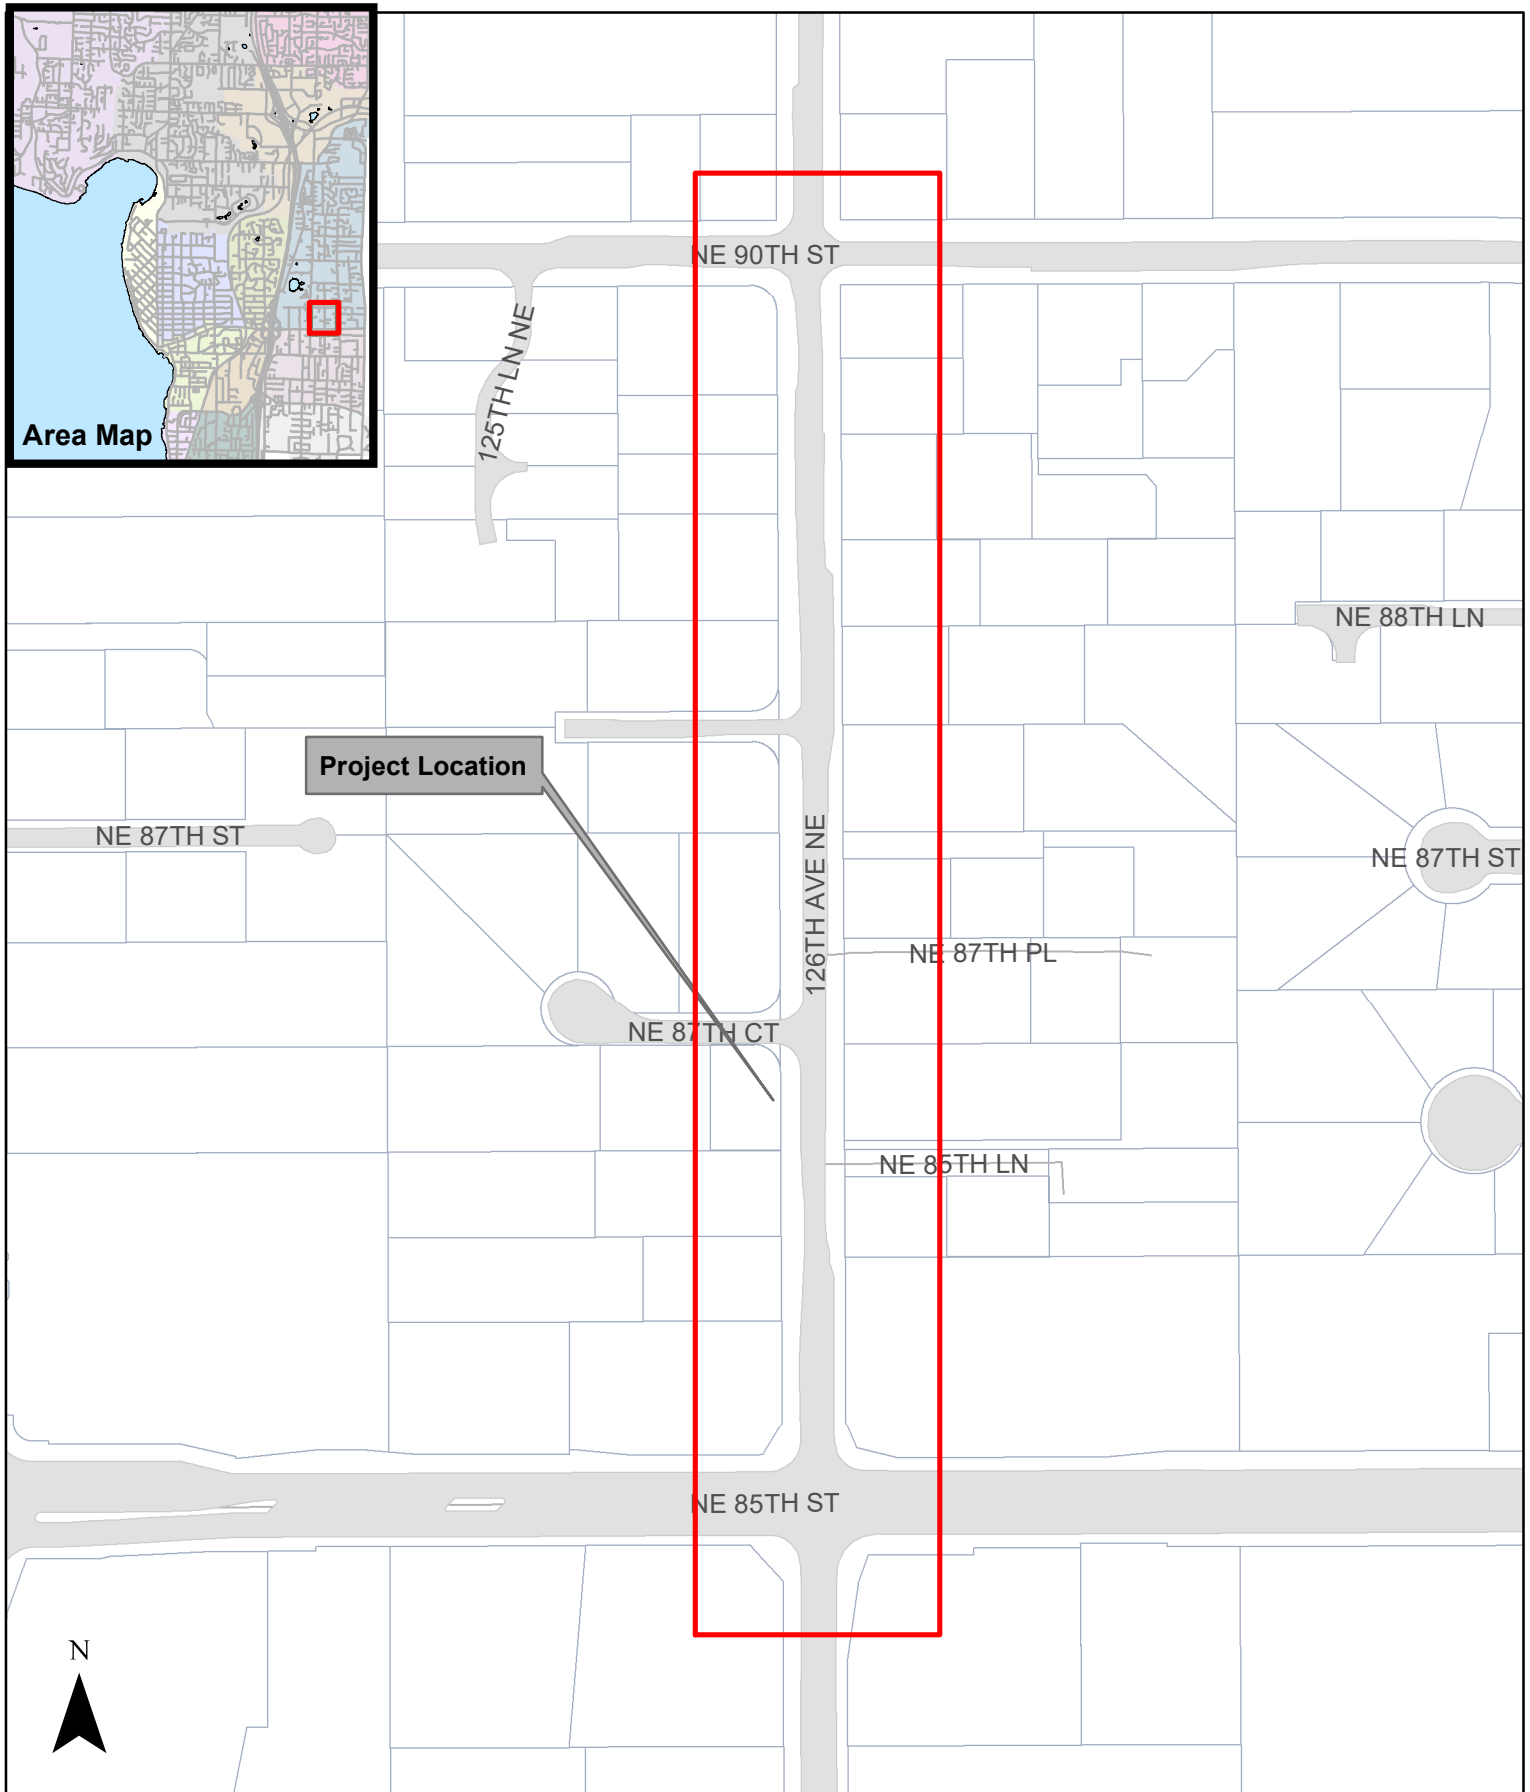 NE 90TH ST
125TH LN NE
Area Map
NE 88TH LN
Project Location
NE 87TH ST
126TH AVE NE
NE 87TH ST
NE 87TH PL
NE 87TH CT
NE 85TH LN
NE 85TH ST
N